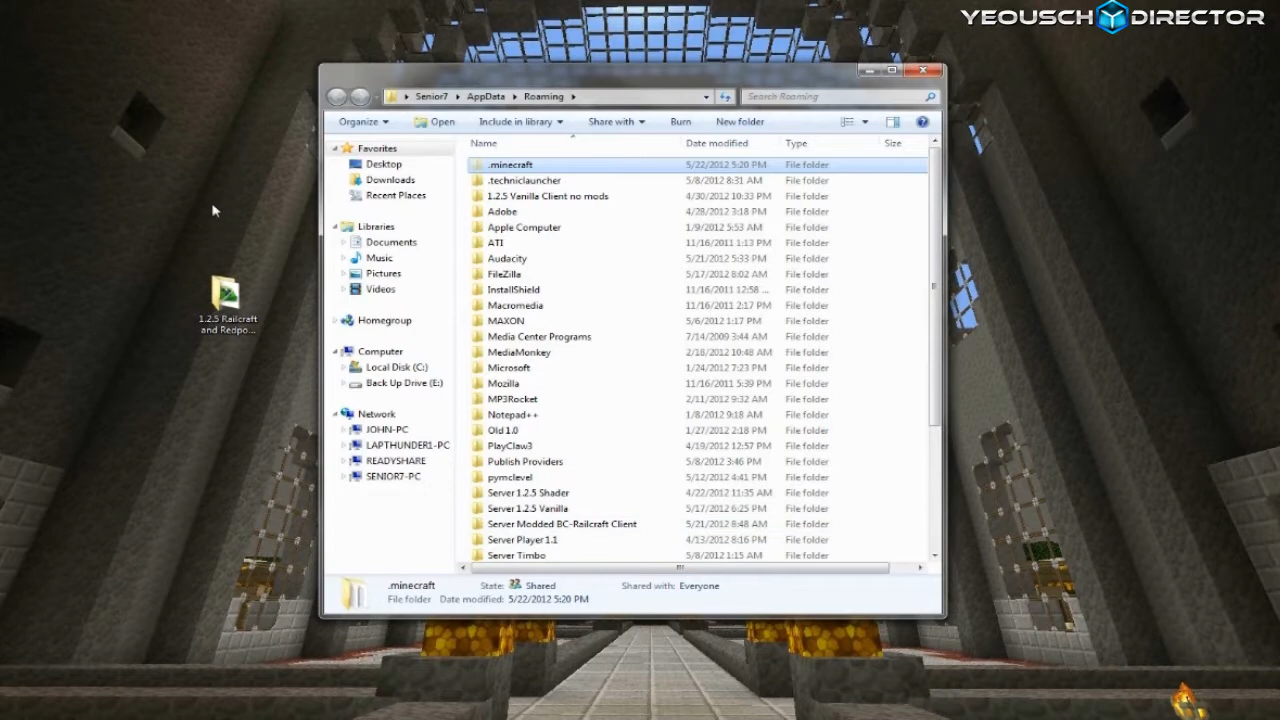 YEOUSCH DIRECTOR
Senior7 AppData Roaming
Search Roaming
Organize Open Include in library Share with Burn New folder
Name Date modified Type Size
Favorites
Desktop
Downloads
Recent Places
Libraries
Documents
Music
Pictures
Videos
Homegroup
Computer
Local Disk (C:)
Back Up Drive (E:)
Network
JOHN-PC
LAPTHUNDER1-PC
READYSHARE
SENIOR7-PC
.minecraft 5/22/2012 5:20 PM File folder
.techniclauncher 5/8/2012 8:31 AM File folder
1.2.5 Vanilla Client no mods 4/30/2012 10:33 PM File folder
Adobe 4/28/2012 3:18 PM File folder
Apple Computer 1/9/2012 5:53 AM File folder
ATI 11/16/2011 1:13 PM File folder
Audacity 5/21/2012 5:33 PM File folder
FileZilla 5/17/2012 8:02 AM File folder
InstallShield 11/16/2011 12:58 ... File folder
Macromedia 11/16/2011 2:17 PM File folder
MAXON 5/6/2012 1:17 PM File folder
Media Center Programs 7/14/2009 3:44 AM File folder
MediaMonkey 2/18/2012 10:48 AM File folder
Microsoft 1/24/2012 7:23 PM File folder
Mozilla 11/16/2011 5:39 PM File folder
MP3Rocket 2/11/2012 9:32 AM File folder
Notepad++ 1/8/2012 9:18 AM File folder
Old 1.0 1/27/2012 2:18 PM File folder
PlayClaw3 4/19/2012 12:57 PM File folder
Publish Providers 5/8/2012 3:46 PM File folder
pymclevel 5/12/2012 4:41 PM File folder
Server 1.2.5 Shader 4/22/2012 11:35 AM File folder
Server 1.2.5 Vanilla 5/17/2012 6:25 PM File folder
Server Modded BC-Railcraft Client 5/21/2012 8:48 AM File folder
Server Player1.1 4/13/2012 8:16 PM File folder
Server Timbo 5/8/2012 1:15 AM File folder
.minecraft State: Shared Shared with: Everyone
File folder Date modified: 5/22/2012 5:20 PM
1.2.5 Railcraft
and Redpo...